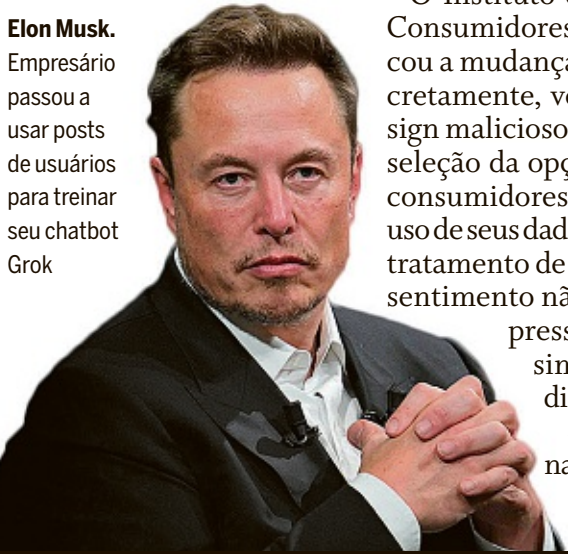 Elon Musk.
Empresário
passou a
usar posts
de usuários
para treinar
seu chatbot
Grok
O Instituto
Consumidores
cou a mudança
cretamente, v
sign malicioso
seleção da opç
consumidores
uso de seus dad
tratamento de
sentimento nã
press
sin
di
na